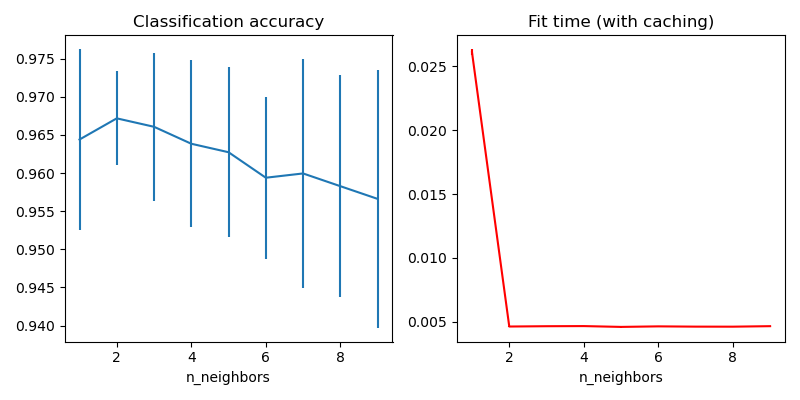 Classification accuracy
0.975
0.970
0.965
0.960
0.955
0.950
0.945
0.940
2 4 6 8
n_neighbors
Fit time (with caching)
0.025
0.020
0.015
0.010
0.005
2 4 6 8
n_neighbors